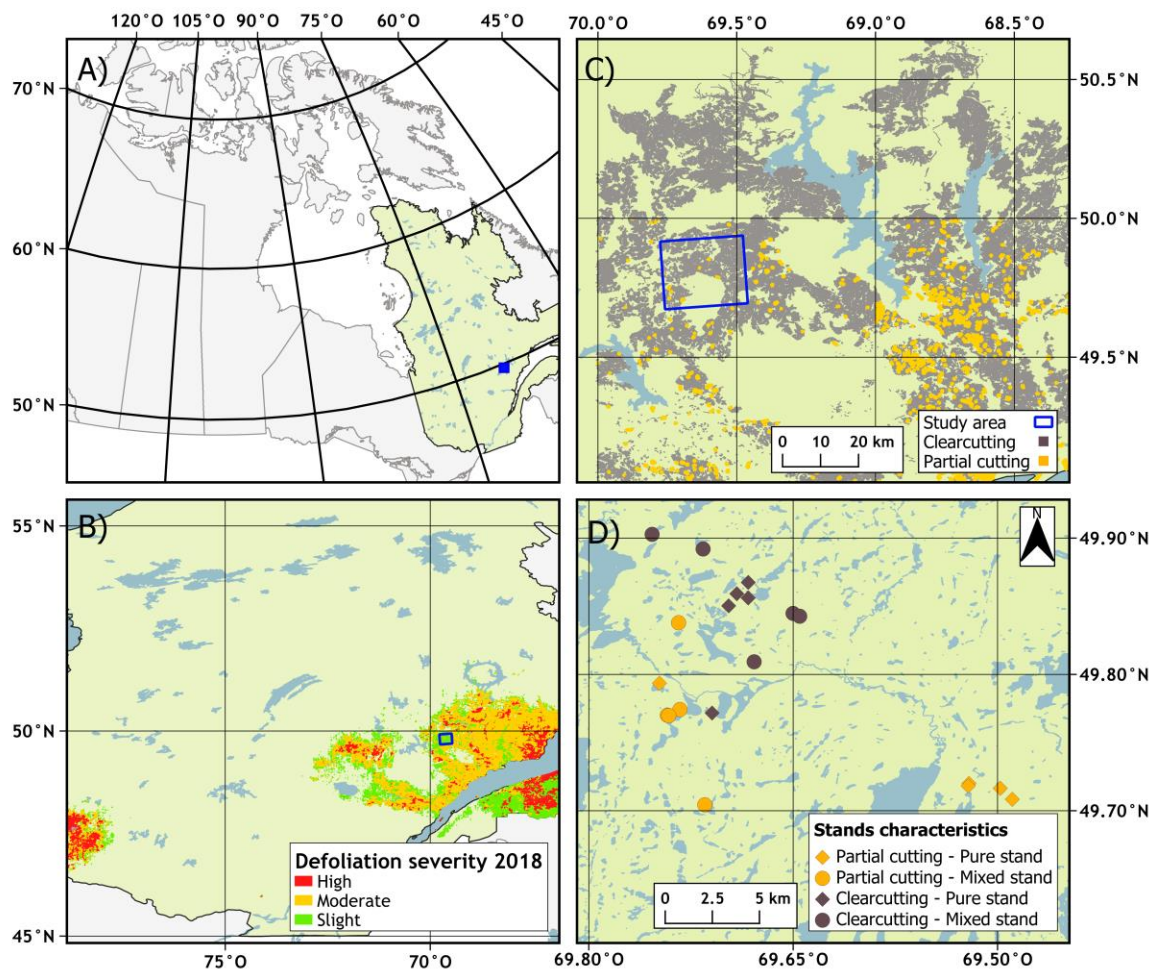 120°O 105°O 90°O 75°O 60°O 45°O
A)
70°N
60°N
50°N
70.0°O 69.5°O 69.0°O 68.5°O
C)
50.5°N
50.0°N
49.5°N
Study area
Clearcutting
Partial cutting
0 10 20 km
B)
55°N
50°N
45°N
Defoliation severity 2018
High
Moderate
Slight
75°O 70°O
D)
N
49.90°N
49.80°N
49.70°N
Stands characteristics
Partial cutting - Pure stand
Partial cutting - Mixed stand
Clearcutting - Pure stand
Clearcutting - Mixed stand
0 2.5 5 km
69.80°O 69.65°O 69.50°O